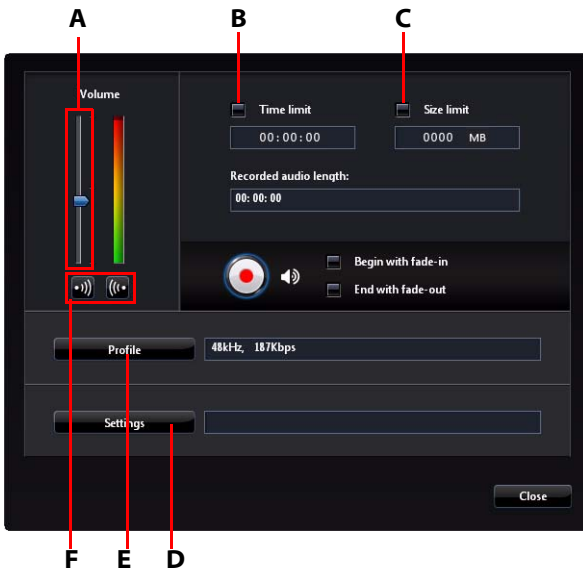 A B C
Volume
Time limit Size limit
00:00:00 0000 MB
Recorded audio length:
00:00:00
Begin with fade-in
End with fade-out
Profile 48kHz, 187Kbps
Settings
Close
F E D